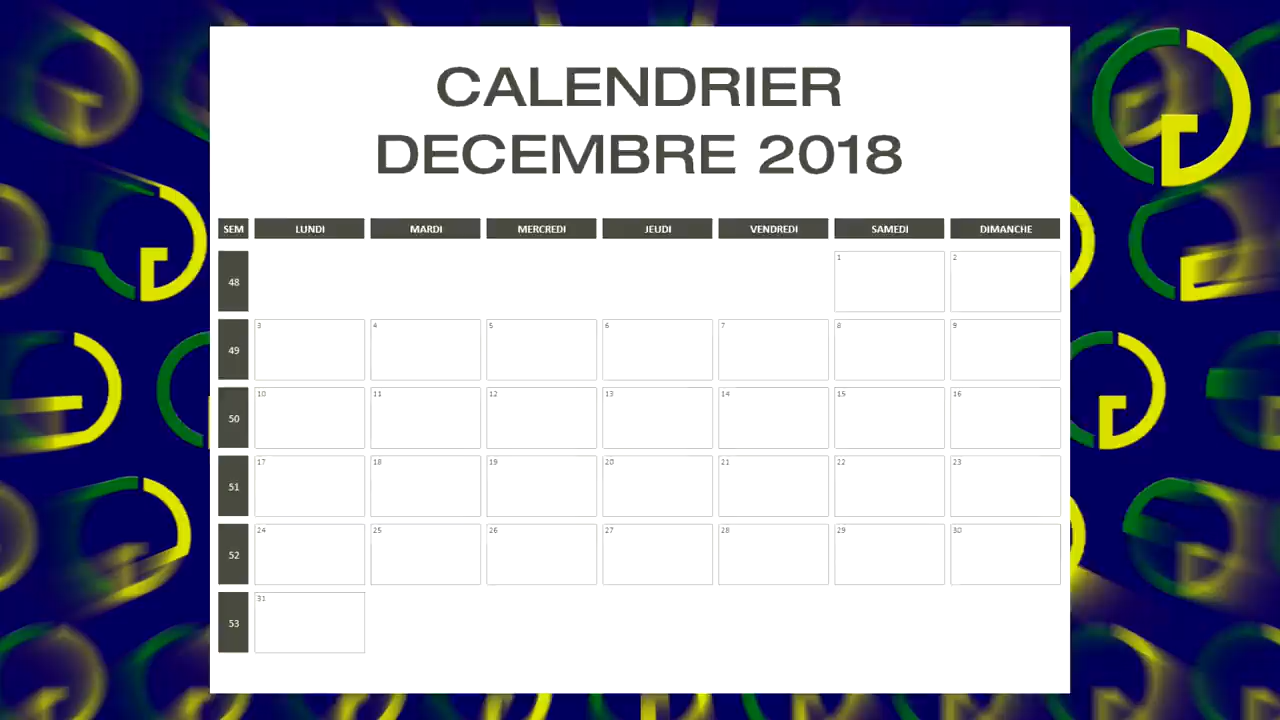 CALENDRIER
DECEMBRE 2018
SEM LUNDI MARDI MERCREDI JEUDI VENDREDI SAMEDI DIMANCHE
48 1 2
49 3 4 5 6 7 8 9
50 10 11 12 13 14 15 16
51 17 18 19 20 21 22 23
52 24 25 26 27 28 29 30
53 31